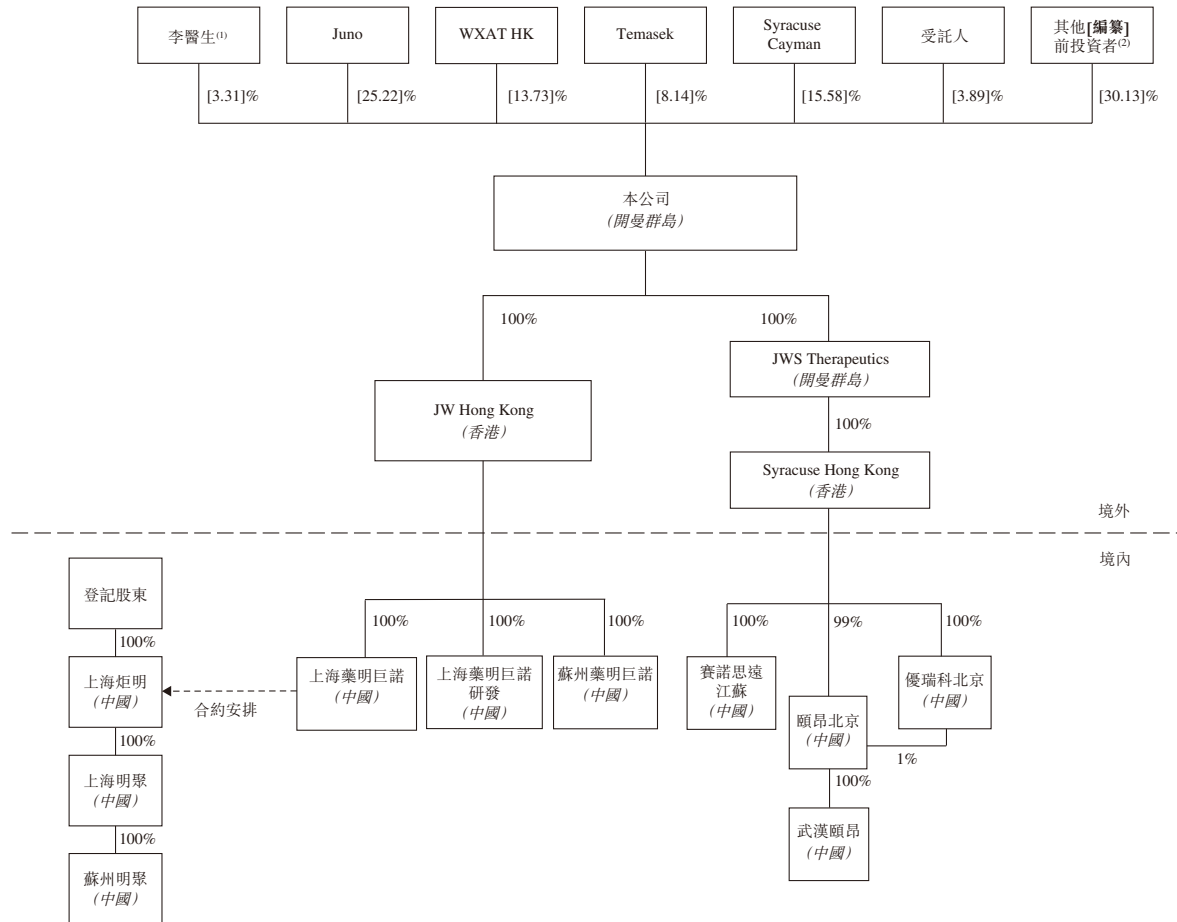 李醫生(1)
Juno
WXAT HK
Temasek
Syracuse
Cayman
受託人
其他[編纂]
前投資者(2)
[3.31]%
[25.22]%
[13.73]%
[8.14]%
[15.58]%
[3.89]%
[30.13]%
本公司
(開曼群島)
100%
100%
JWS Therapeutics
(開曼群島)
JW Hong Kong
(香港)
100%
Syracuse Hong Kong
(香港)
境外
境內
登記股東
100%
100%
100%
100%
100%
99%
100%
上海炬明
(中國)
合約安排
上海藥明巨諾
(中國)
上海藥明巨諾
研發
(中國)
蘇州藥明巨諾
(中國)
賽諾思遠
江蘇
(中國)
頤昂北京
(中國)
優瑞科北京
(中國)
1%
100%
100%
上海明聚
(中國)
武漢頤昂
(中國)
100%
蘇州明聚
(中國)